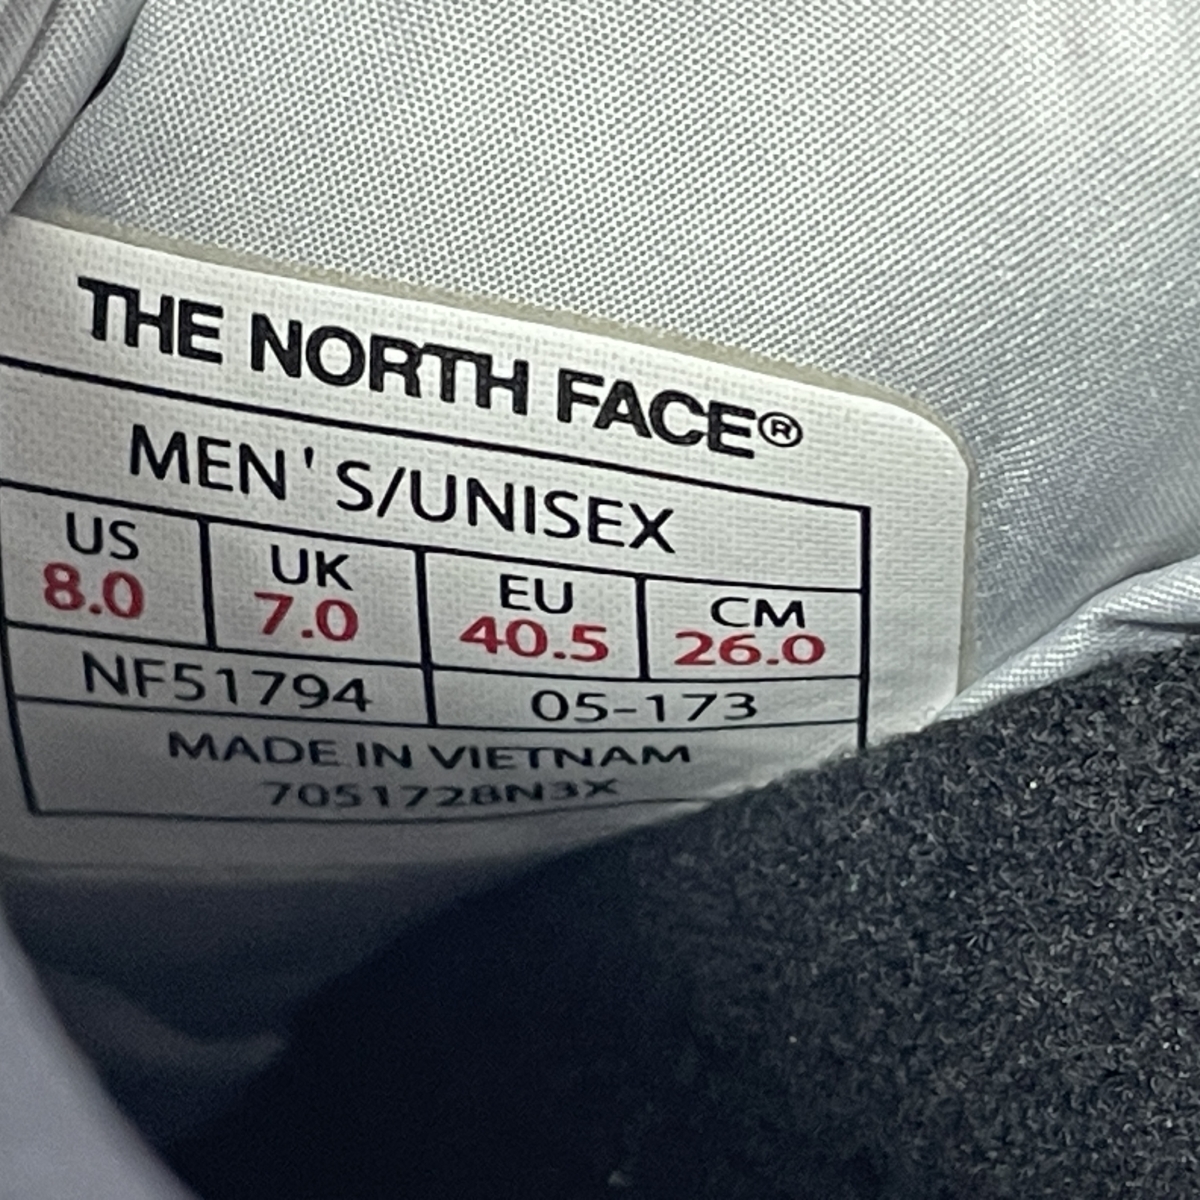 THE NORTH FACE®
MEN'S/UNISEX
US UK EU CM
8.0 7.0 40.5 26.0
NF51794 05-173
MADE IN VIETNAM
7051728N3X